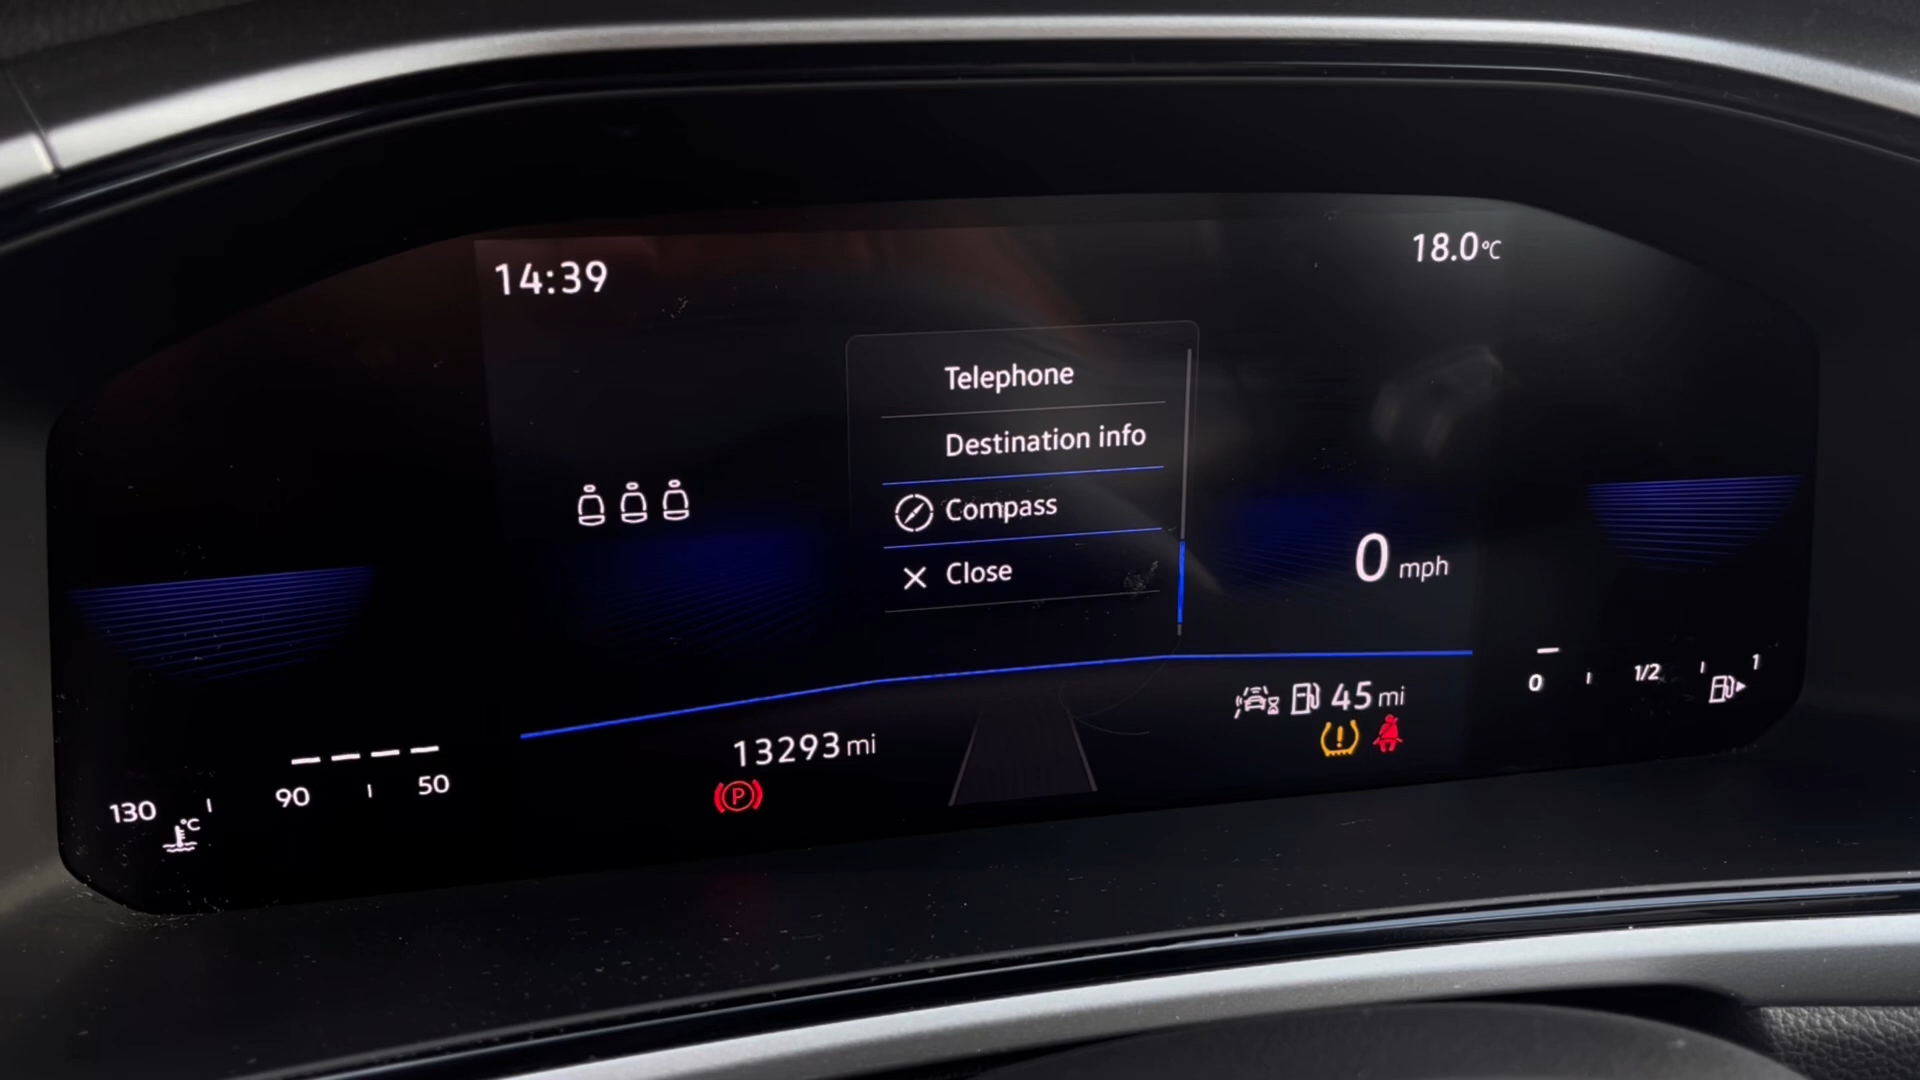 14:39
18.0°C
Telephone
Destination info
Compass
Close
0 mph
13293 mi
45 mi
130 90 50
°C
0 1/2 1
P